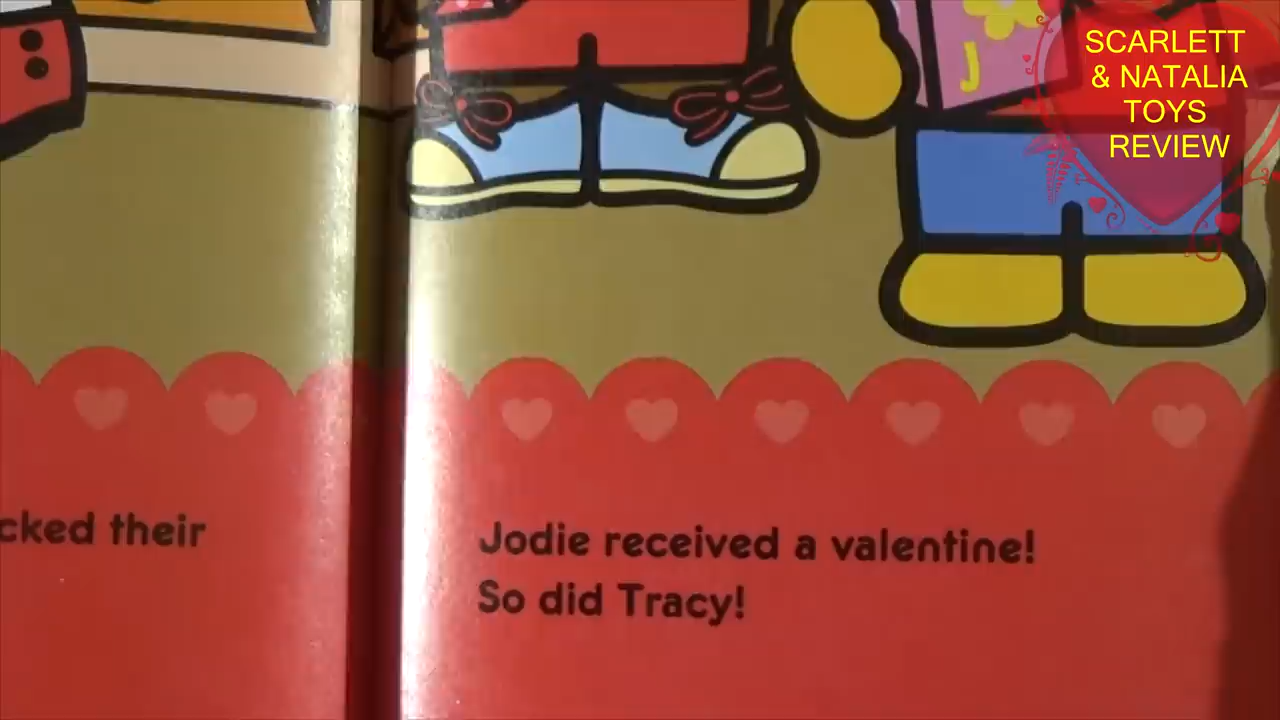 SCARLETT
& NATALIA
TOYS
REVIEW
J
cked their
Jodie received a valentine!
So did Tracy!